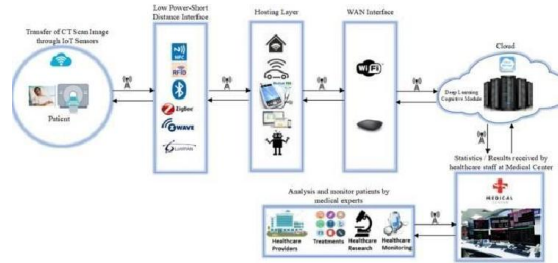 Transfer of CT Scan Image
through IoT Sensors
Patient
Low Power-Short
Distance Interface
NFC
RFID
ZigBee
Z WAVE
Hosting Layer
WAN Interface
Wi Fi
Cloud
Deep Learning
Cognitive Module
Statistics / Results received by
healthcare staff at Medical Center
MEDICAL
Analysis and monitor patients by
medical experts
Healthcare
Providers
Treatments
Healthcare
Research
Healthcare
Monitoring